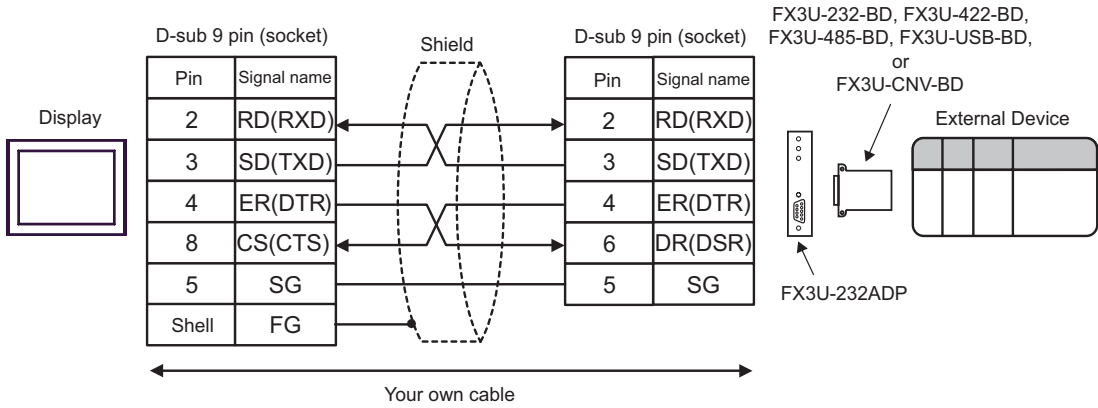 FX3U-232-BD, FX3U-422-BD,
FX3U-485-BD, FX3U-USB-BD,
or
FX3U-CNV-BD
D-sub 9 pin (socket)
Shield
D-sub 9 pin (socket)
Pin Signal name
Pin Signal name
Display
External Device
2 RD(RXD)
2 RD(RXD)
3 SD(TXD)
3 SD(TXD)
4 ER(DTR)
4 ER(DTR)
8 CS(CTS)
6 DR(DSR)
5 SG
5 SG
FX3U-232ADP
Shell FG
Your own cable